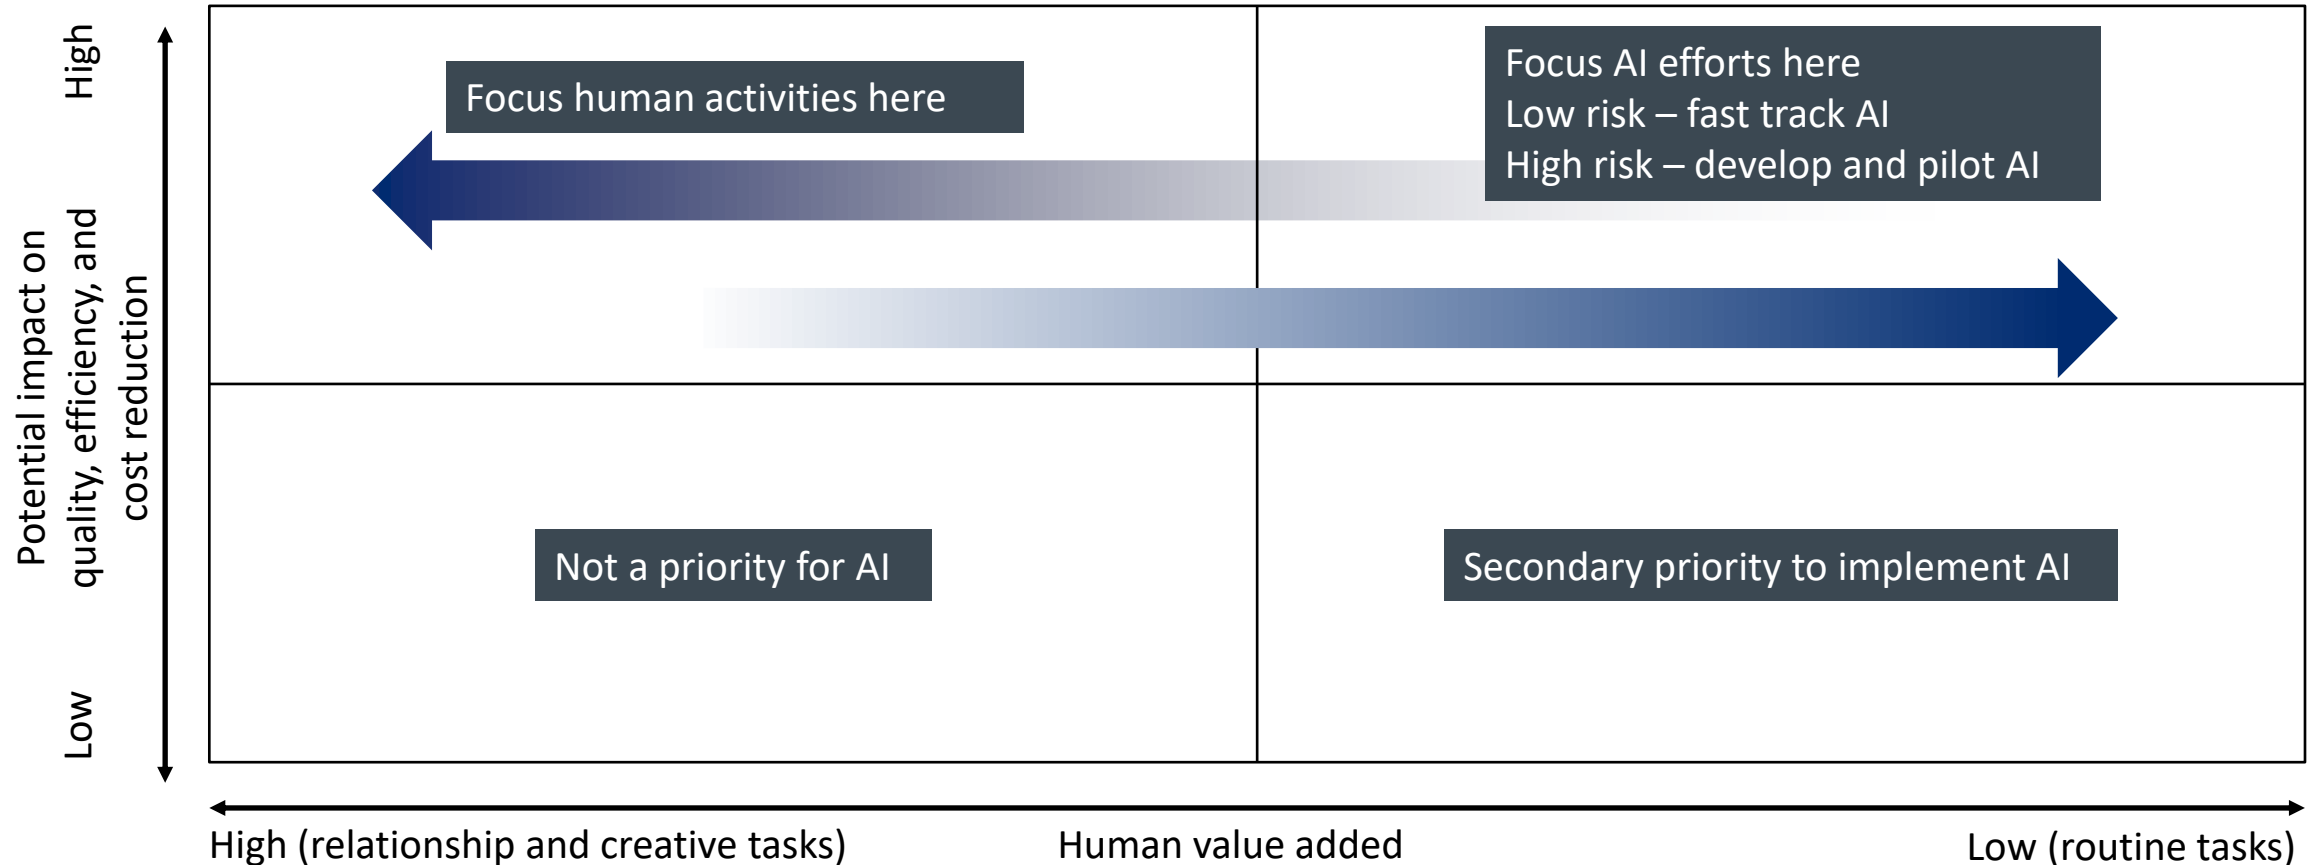 High
Potential impact on
quality, efficiency, and
cost reduction
Low
Focus human activities here
Focus AI efforts here
Low risk – fast track AI
High risk – develop and pilot AI
Not a priority for AI
Secondary priority to implement AI
High (relationship and creative tasks)
Human value added
Low (routine tasks)